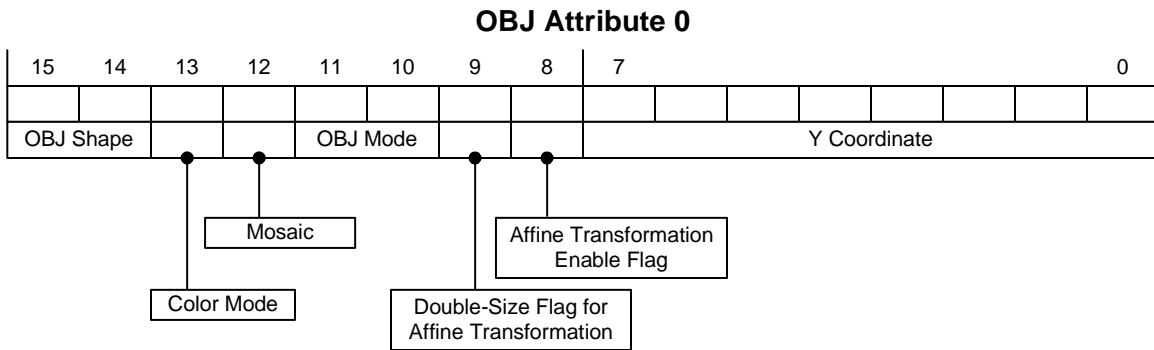 OBJ Attribute 0
15 14 13 12 11 10 9 8 7 0
OBJ Shape OBJ Mode Y Coordinate
Mosaic
Affine Transformation
Enable Flag
Color Mode
Double-Size Flag for
Affine Transformation